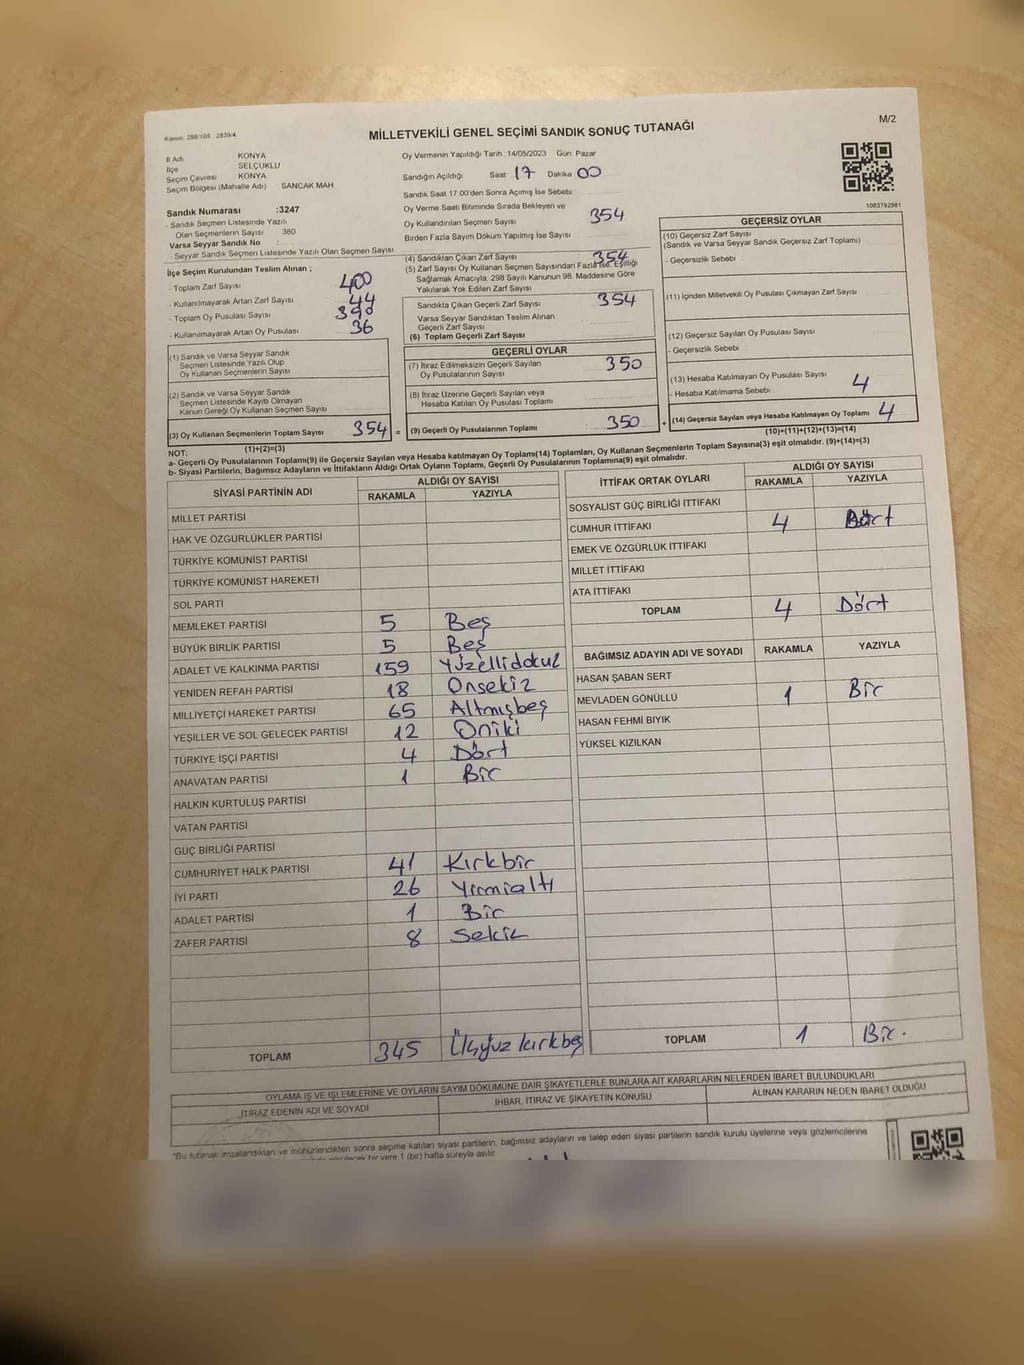 Kanun: 298/105 2839/4
M/2
MİLLETVEKİLİ GENEL SEÇİMİ SANDIK SONUÇ TUTANAĞI
İl Adı KONYA
İlçe SELÇUKLU
Seçim Çevresi KONYA
Seçim Bölgesi (Mahalle Adı) SANCAK MAH.
Sandık Numarası :3247
- Sandık Seçmen Listesinde Yazılı
Olan Seçmenlerin Sayısı 380
Varsa Seyyar Sandık No
- Seyyar Sandık Seçmen Listesinde Yazılı Olan Seçmen Sayısı
İlçe Seçim Kurulundan Teslim Alınan ;
- Toplam Zarf Sayısı 400
- Kullanılmayarak Artan Zarf Sayısı 44
- Toplam Oy Pusulası Sayısı 390
- Kullanılmayarak Artan Oy Pusulası 36
(1) Sandık ve Varsa Seyyar Sandık
Seçmen Listesinde Yazılı Olup
Oy Kullanan Seçmenlerin Sayısı
(2) Sandık ve Varsa Seyyar Sandık
Seçmen Listesinde Kayıtlı Olmayan
Kanun Gereği Oy Kullanan Seçmen Sayısı
(3) Oy Kullanan Seçmenlerin Toplam Sayısı 354 =
(1)+(2)=(3)
Oy Vermenin Yapıldığı Tarih 14/05/2023 Gün Pazar
Sandığın Açıldığı Saat 17 Dakika 00
Sandık Saat 17.00'den Sonra Açılmış İse Sebebi
Oy Verme Saati Bitiminde Sırada Bekleyen ve
Oy Kullandırılan Seçmen Sayısı 354
Birden Fazla Sayım Döküm Yapılmış İse Sayısı
(4) Sandıktan Çıkan Zarf Sayısı 354
(5) Zarf Sayısı Oy Kullanan Seçmen Sayısından Fazla İse, Eşitliği
Sağlamak Amacıyla, 298 Sayılı Kanunun 98. Maddesine Göre
Yakılarak Yok Edilen Zarf Sayısı
Sandıkta Çıkan Geçerli Zarf Sayısı 354
Varsa Seyyar Sandıktan Teslim Alınan
Geçerli Zarf Sayısı
(6) Toplam Geçerli Zarf Sayısı
GEÇERLİ OYLAR
(7) İtiraz Edilmeksizin Geçerli Sayılan
Oy Pusulalarının Sayısı 350
(8) İtiraz Üzerine Geçerli Sayılan veya
Hesaba Katılan Oy Pusulası Toplamı
(9) Geçerli Oy Pusulalarının Toplamı 350 +
1083792981
GEÇERSİZ OYLAR
(10) Geçersiz Zarf Sayısı
(Sandık ve Varsa Seyyar Sandık Geçersiz Zarf Toplamı)
- Geçersizlik Sebebi
(11) İçinden Milletvekili Oy Pusulası Çıkmayan Zarf Sayısı
(12) Geçersiz Sayılan Oy Pusulası Sayısı
- Geçersizlik Sebebi
(13) Hesaba Katılmayan Oy Pusulası Sayısı
- Hesaba Katılmama Sebebi 4
(14) Geçersiz Sayılan veya Hesaba Katılmayan Oy Toplamı 4
(10)+(11)+(12)+(13)=(14)
NOT:
a- Geçerli Oy Pusulalarının Toplamı(9) ile Geçersiz Sayılan veya Hesaba katılmayan Oy Toplamı(14) Toplamları, Oy Kullanan Seçmenlerin Toplam Sayısına(3) eşit olmalıdır. (9)+(14)=(3)
b- Siyasi Partilerin, Bağımsız Adayların ve İttifakların Aldığı Ortak Oyların Toplamı, Geçerli Oy Pusulalarının Toplamına(9) eşit olmalıdır.
SİYASİ PARTİNİN ADI ALDIĞI OY SAYISI
RAKAMLA YAZIYLA
MİLLET PARTİSİ
HAK VE ÖZGÜRLÜKLER PARTİSİ
TÜRKİYE KOMÜNİST PARTİSİ
TÜRKİYE KOMÜNİST HAREKETİ
SOL PARTİ
MEMLEKET PARTİSİ 5 Beş
BÜYÜK BİRLİK PARTİSİ 5 Beş
ADALET VE KALKINMA PARTİSİ 159 Yüzellidokul
YENİDEN REFAH PARTİSİ 18 Onsekiz
MİLLİYETÇİ HAREKET PARTİSİ 65 Altmışbeş
YEŞİLLER VE SOL GELECEK PARTİSİ 12 Oniki
TÜRKİYE İŞÇİ PARTİSİ 4 Dört
ANAVATAN PARTİSİ 1 Bir
HALKIN KURTULUŞ PARTİSİ
VATAN PARTİSİ
GÜÇ BİRLİĞİ PARTİSİ
CUMHURİYET HALK PARTİSİ 41 Kırkbir
İYİ PARTİ 26 Yirmialtı
ADALET PARTİSİ 1 Bir
ZAFER PARTİSİ 8 Sekiz
TOPLAM 345 Üçyüz kırkbeş
İTTİFAK ORTAK OYLARI ALDIĞI OY SAYISI
RAKAMLA YAZIYLA
SOSYALİST GÜÇ BİRLİĞİ İTTİFAKI
CUMHUR İTTİFAKI 4 Dört
EMEK VE ÖZGÜRLÜK İTTİFAKI
MİLLET İTTİFAKI
ATA İTTİFAKI
TOPLAM 4 Dört
BAĞIMSIZ ADAYIN ADI VE SOYADI RAKAMLA YAZIYLA
HASAN ŞABAN SERT
MEVLADEN GÖNÜLLÜ 1 Bir
HASAN FEHMİ BIYIK
YÜKSEL KIZILKAN
TOPLAM 1 Bir.
OYLAMA İŞ VE İŞLEMLERİNE VE OYLARIN SAYIM DÖKÜMÜNE DAİR ŞİKAYETLERLE BUNLARA AİT KARARLARIN NELERDEN İBARET BULUNDUKLARI
İTİRAZ EDENİN ADI VE SOYADI İHBAR, İTİRAZ VE ŞİKAYETİN KONUSU ALINAN KARARIN NEDEN İBARET OLDUĞU
*Bu tutanak imzalandıktan ve mühürlendikten sonra seçime katılan siyasi partilerin, bağımsız adayların ve talep eden siyasi partilerin sandık kurulu üyelerine veya gözlemcilerine
bir yere 1 (bir) hafta süreyle asılır.